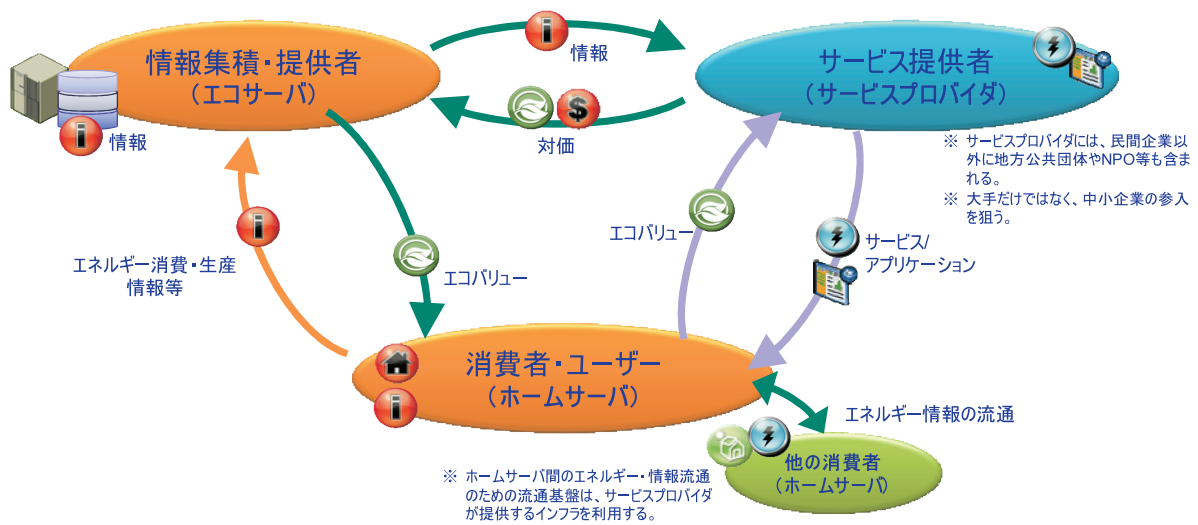 情報集積・提供者
（エコサーバ）
情報
情報
対価
サービス提供者
（サービスプロバイダ）
※ サービスプロバイダには、民間企業以
外に地方公共団体やNPO等も含ま
れる。
※ 大手だけではなく、中小企業の参入
を狙う。
エネルギー消費・生産
情報等
エコバリュー
エコバリュー
サービス/
アプリケーション
消費者・ユーザー
（ホームサーバ）
エネルギー情報の流通
他の消費者
（ホームサーバ）
※ ホームサーバ間のエネルギー・情報流通
のための流通基盤は、サービスプロバイダ
が提供するインフラを利用する。